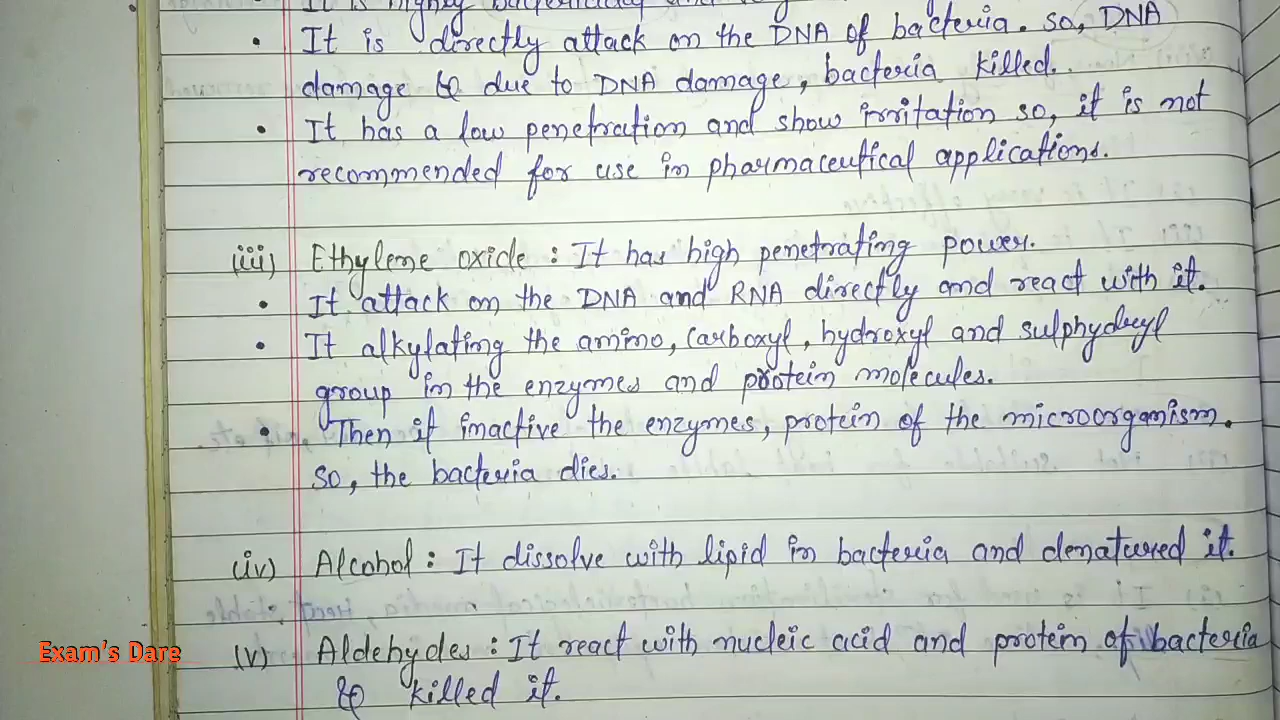 It is highly
• It is directly attack on the DNA of bacteria. so, DNA
damage & due to DNA damage, bacteria killed.
• It has a low penetration and show irritation so, it is not
recommended for use in pharmaceutical applications.
(iii) Ethylene oxide : It has high penetrating power.
• It attack on the DNA and RNA directly and react with it.
• It alkylating the amino, Carboxyl, hydroxyl and sulphydryl
group in the enzymes and protein molecules.
• Then it inactive the enzymes, protein of the microorganism.
so, the bacteria dies.
(iv) Alcohol : It dissolve with lipid in bacteria and denatured it.
(v) Aldehydes : It react with nucleic acid and protein of bacteria
& killed it.
Exam's Dare